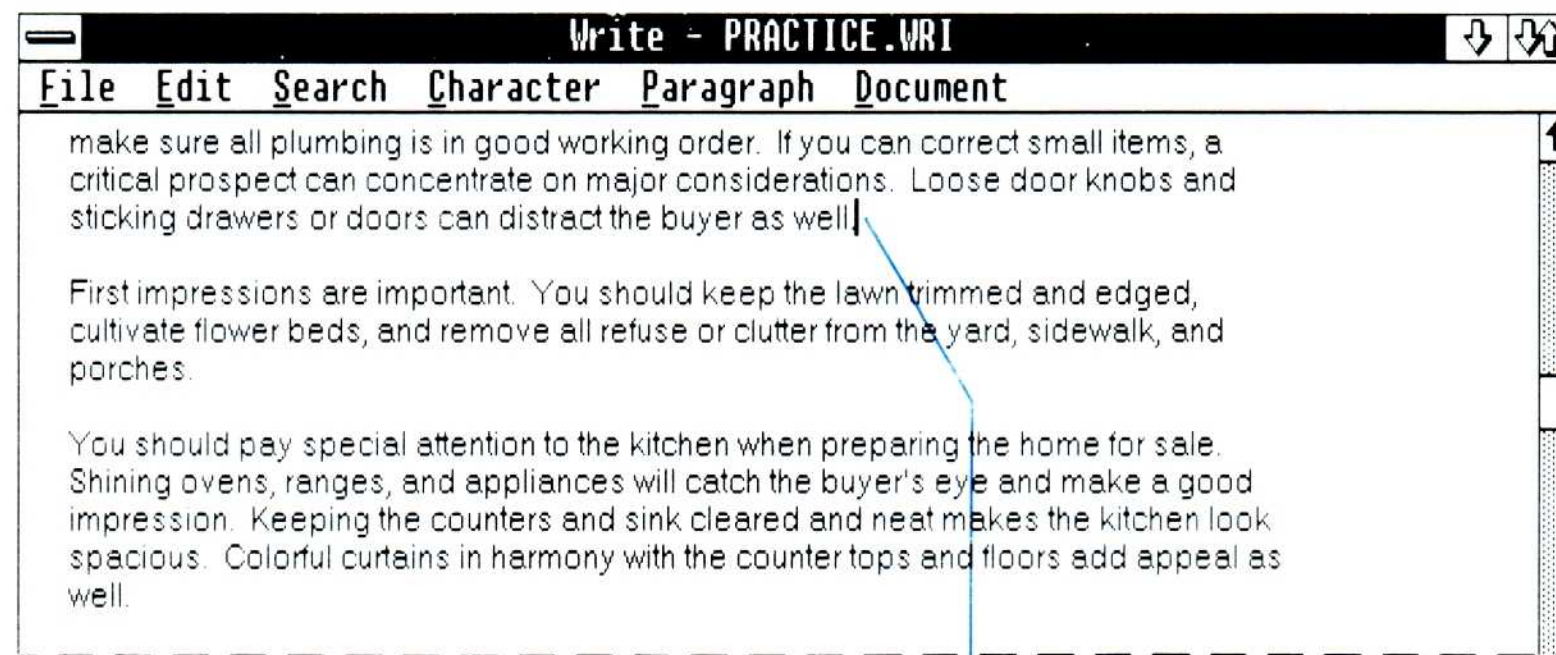 Write - PRACTICE.WRI
File Edit Search Character Paragraph Document
make sure all plumbing is in good working order. If you can correct small items, a
critical prospect can concentrate on major considerations. Loose door knobs and
sticking drawers or doors can distract the buyer as well.
First impressions are important. You should keep the lawn trimmed and edged,
cultivate flower beds, and remove all refuse or clutter from the yard, sidewalk, and
porches.
You should pay special attention to the kitchen when preparing the home for sale.
Shining ovens, ranges, and appliances will catch the buyer's eye and make a good
impression. Keeping the counters and sink cleared and neat makes the kitchen look
spacious. Colorful curtains in harmony with the counter tops and floors add appeal as
well.